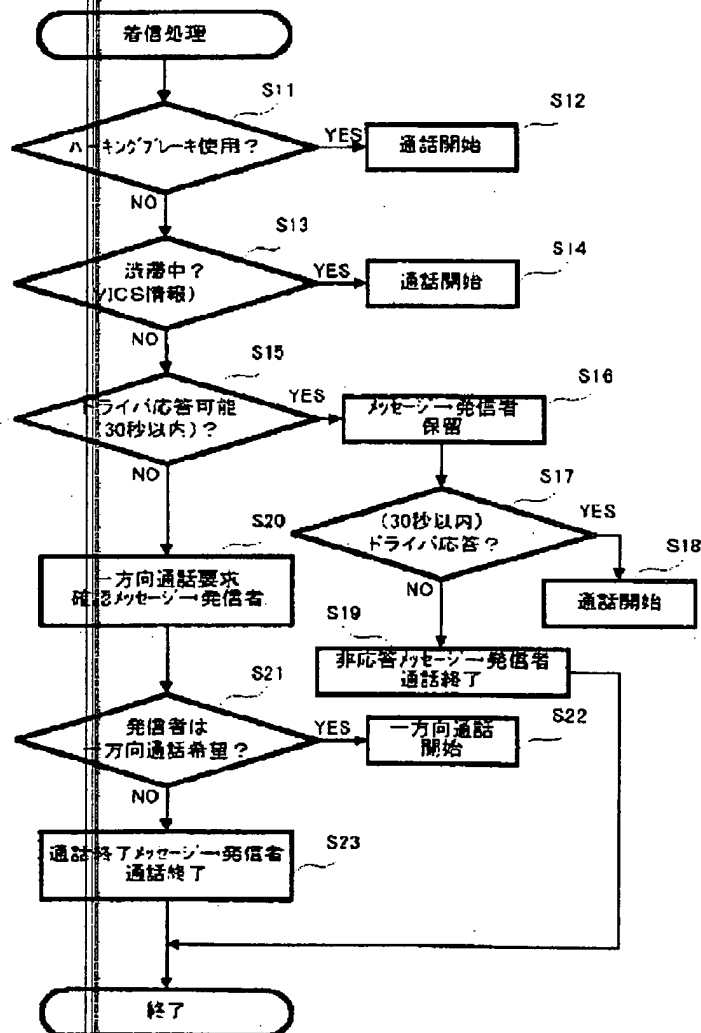 着信処理
S11
パーキングブレーキ使用?
YES
S12
通話開始
NO
S13
渋滞中?
(VICS情報)
YES
S14
通話開始
NO
S15
ドライバ応答可能
(30秒以内)?
YES
S16
メッセージ→発信者
保留
NO
S17
(30秒以内)
ドライバ応答?
YES
S18
通話開始
NO
S19
非応答メッセージ→発信者
通話終了
S20
一方向通話要求
確認メッセージ→発信者
S21
発信者は
一方向通話希望?
YES
S22
一方向通話
開始
NO
S23
通話終了メッセージ→発信者
通話終了
終了